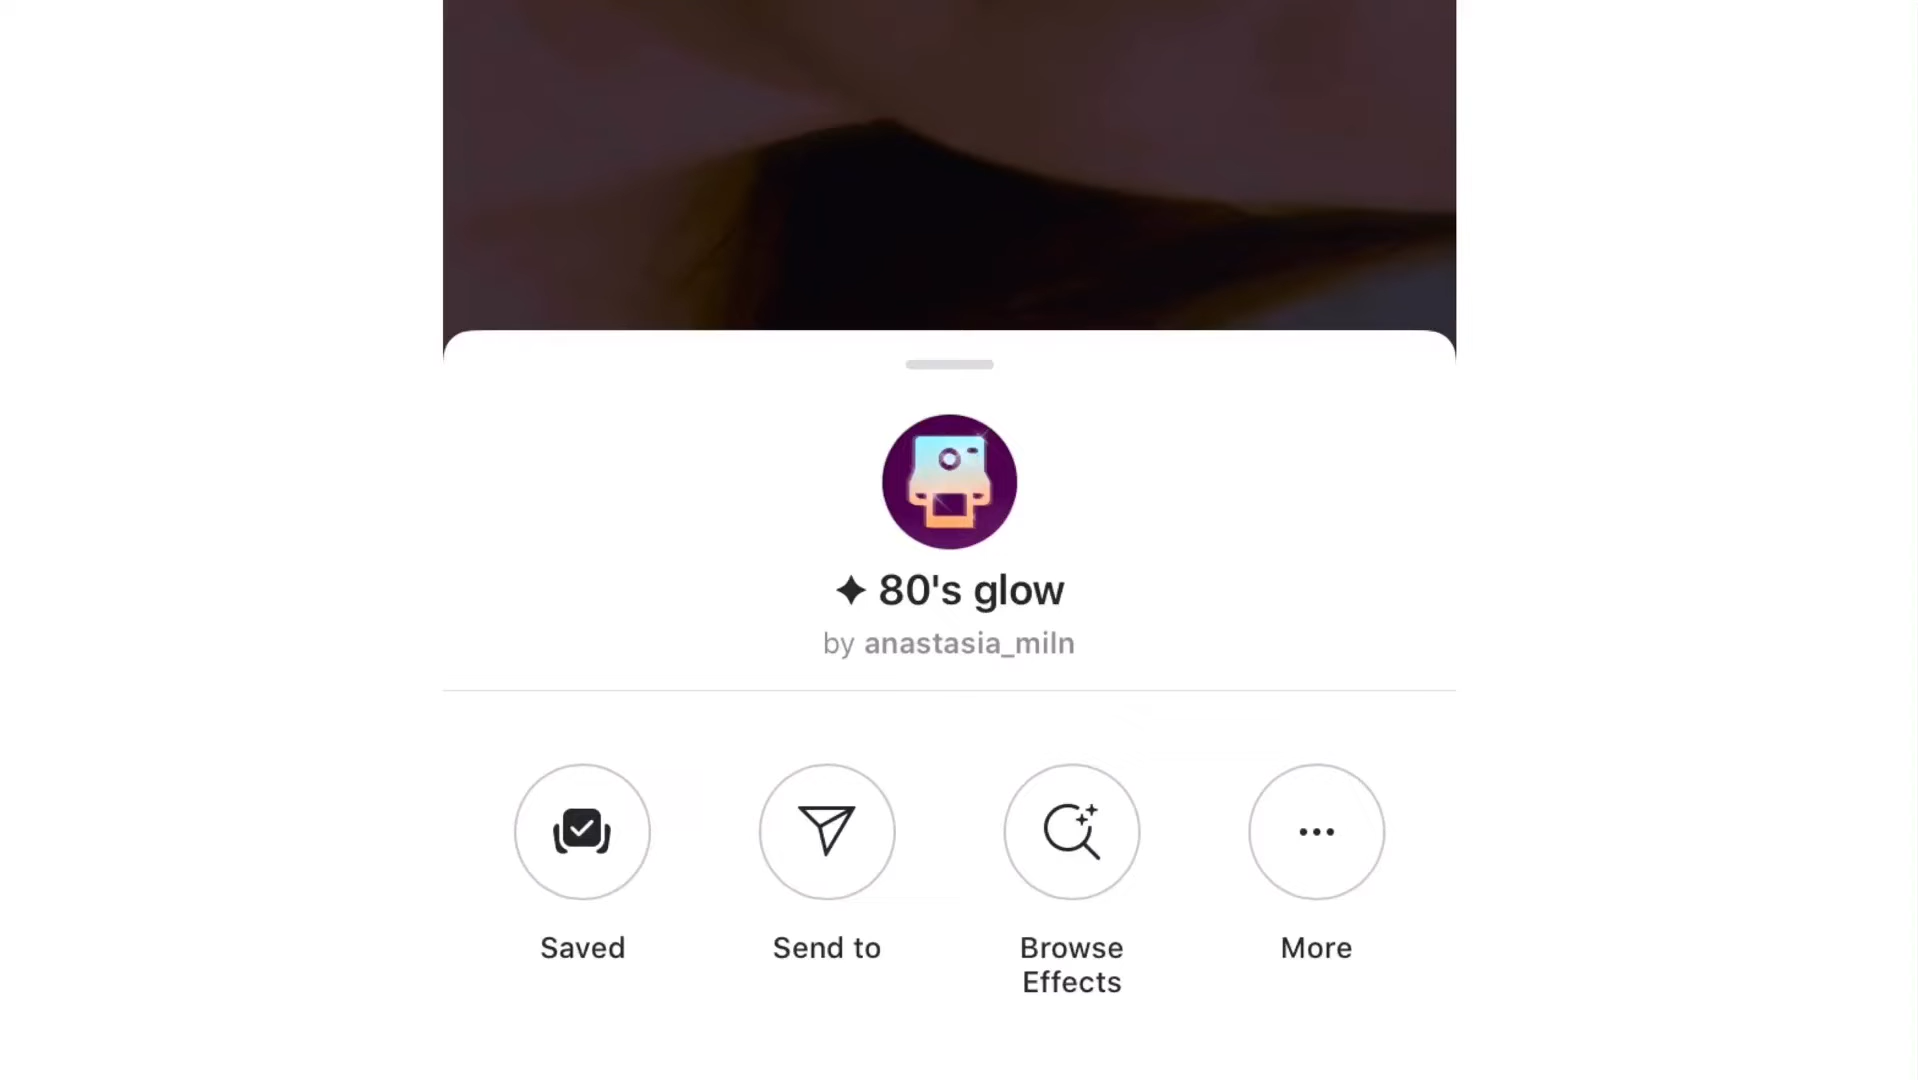 ✦ 80's glow
by anastasia_miln
Saved
Send to
Browse
Effects
More